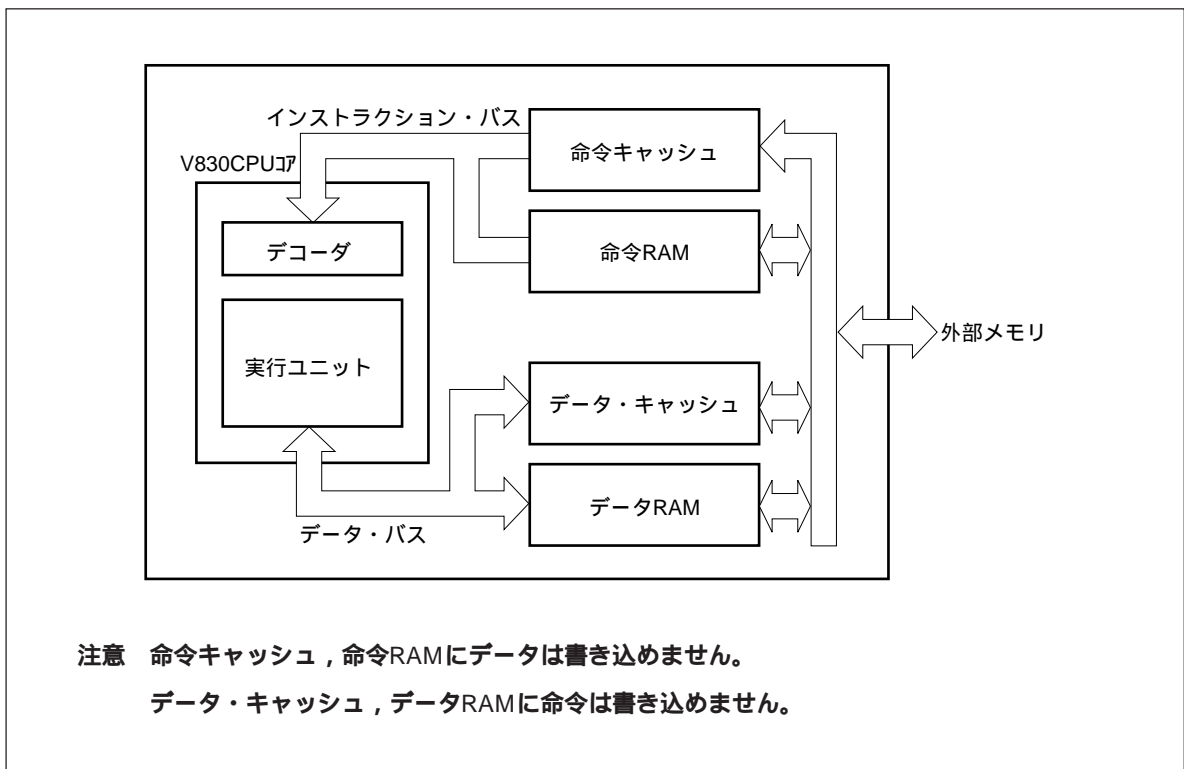 インストラクション・バス
命令キャッシュ
V830CPUコア
デコーダ
命令RAM
実行ユニット
外部メモリ
データ・キャッシュ
データRAM
データ・バス
注意 命令キャッシュ,命令RAMにデータは書き込めません。
データ・キャッシュ,データRAMに命令は書き込めません。